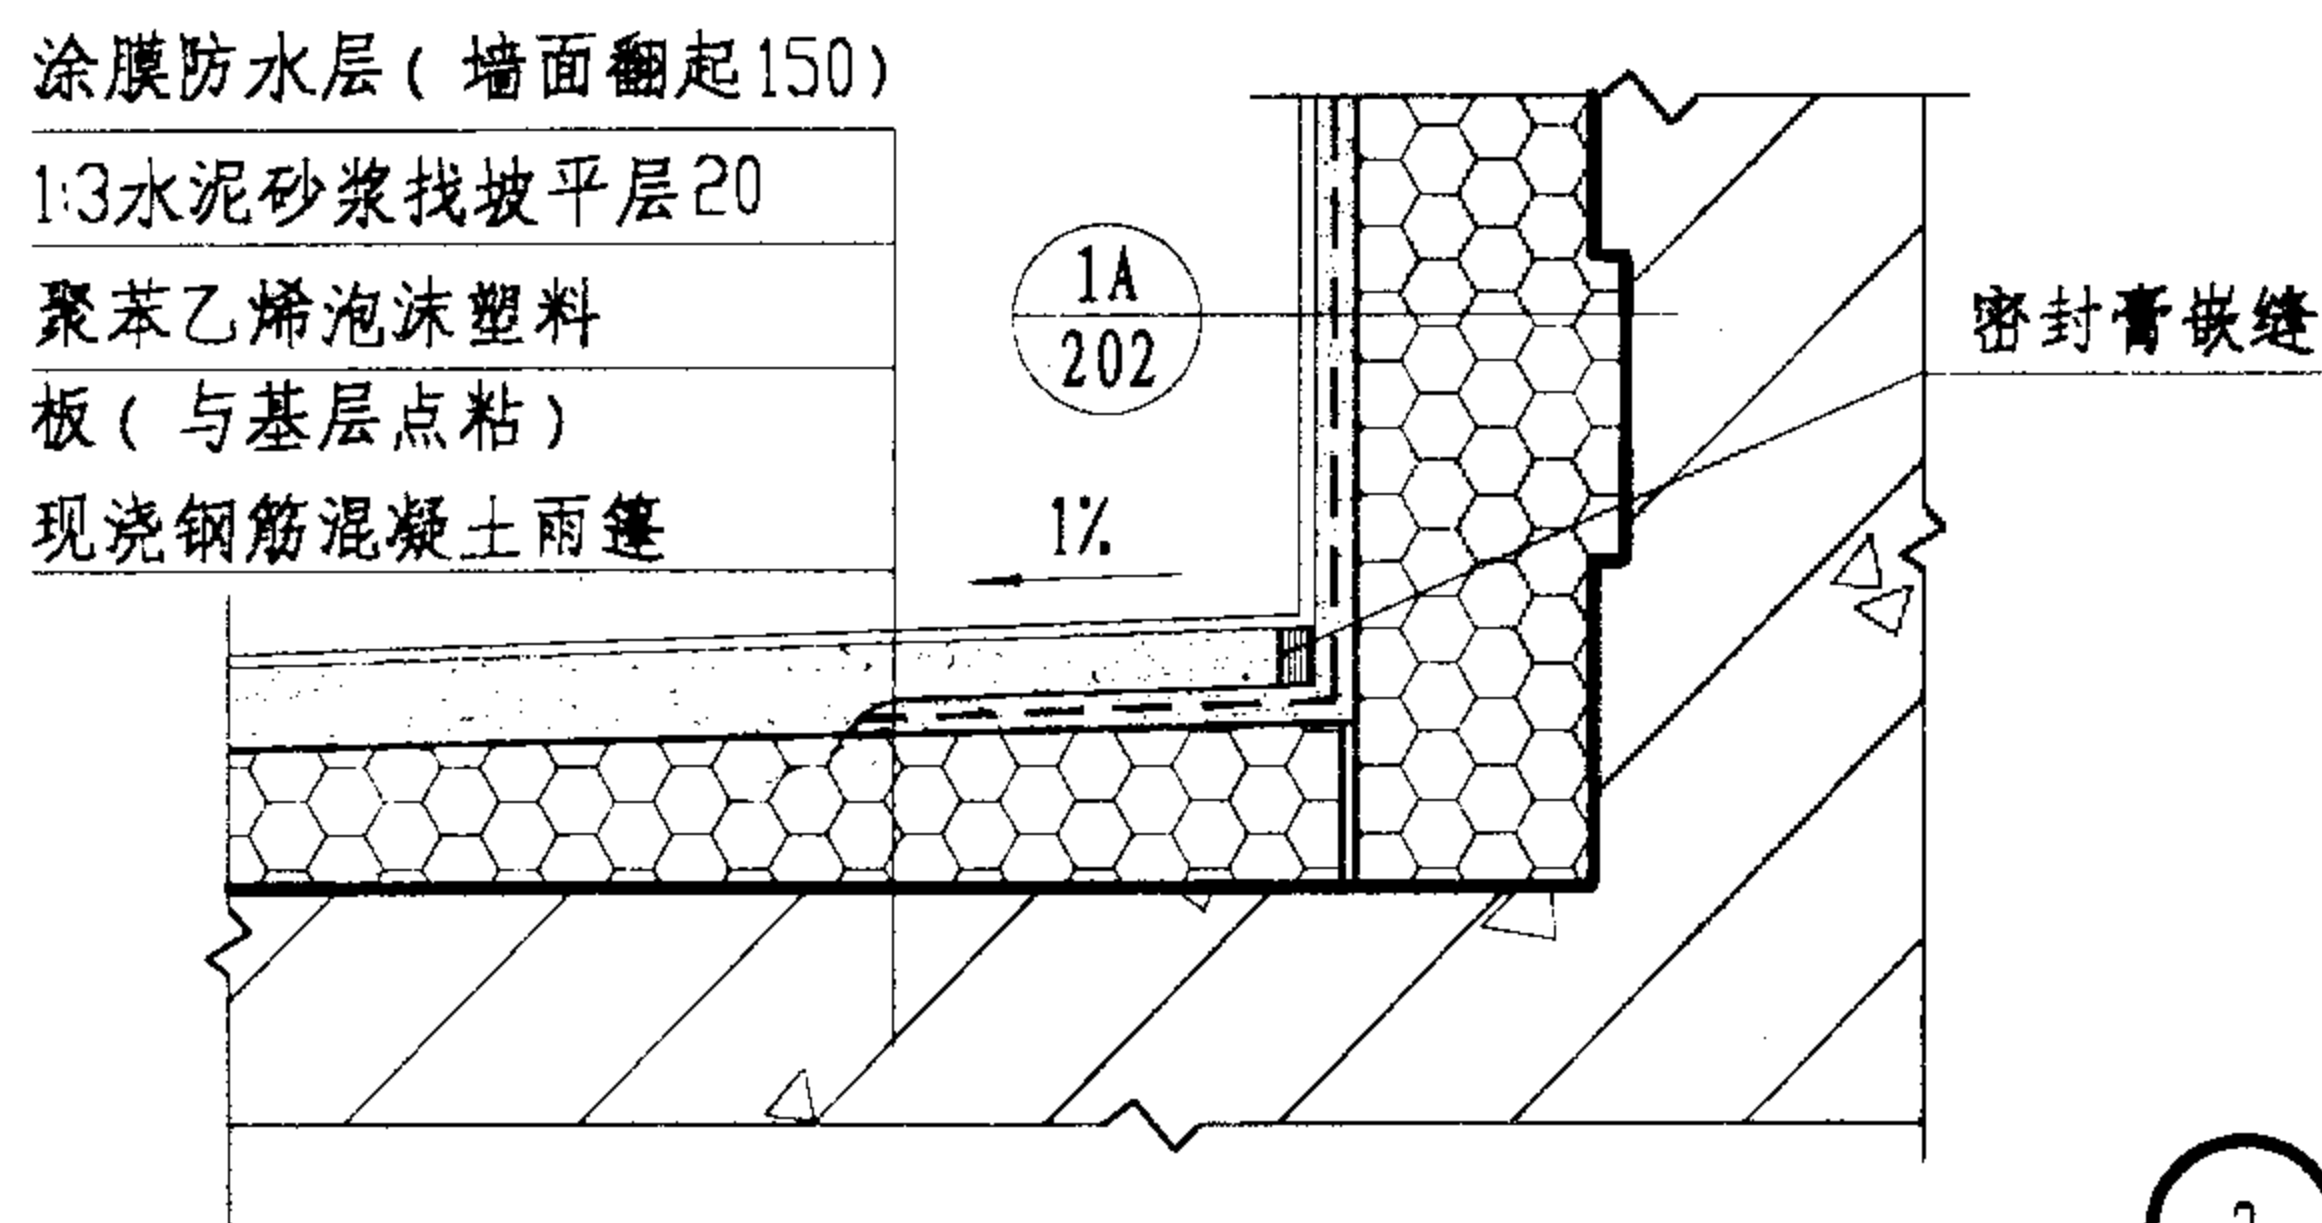 涂膜防水层(墙面翻起150)
1:3水泥砂浆找坡平层20
聚苯乙烯泡沫塑料
板(与基层点粘)
现浇钢筋混凝土雨篷
1A
202
1%
密封膏嵌缝